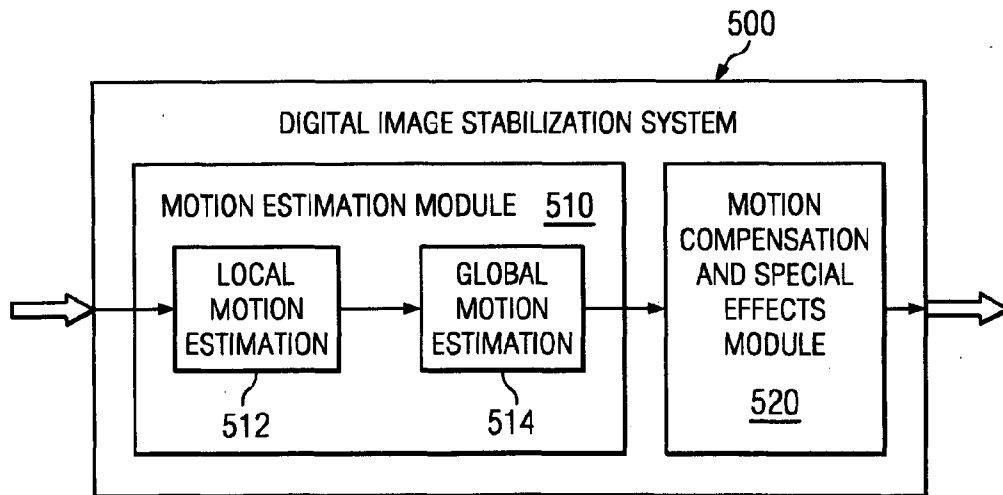 500
DIGITAL IMAGE STABILIZATION SYSTEM
MOTION ESTIMATION MODULE 510
LOCAL
MOTION
ESTIMATION
512
GLOBAL
MOTION
ESTIMATION
514
MOTION
COMPENSATION
AND SPECIAL
EFFECTS
MODULE
520